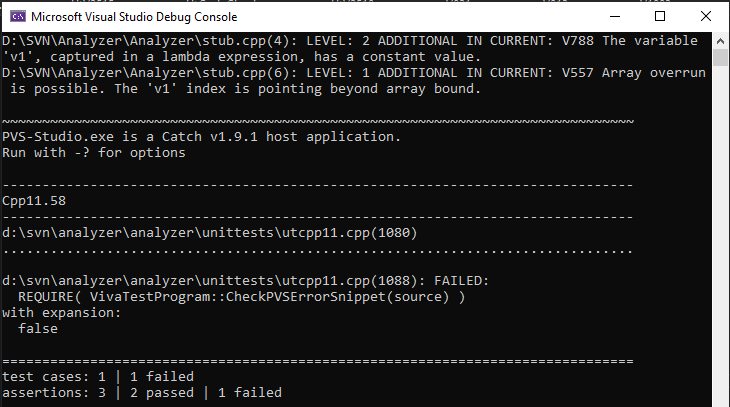 Microsoft Visual Studio Debug Console
D:\SVN\Analyzer\Analyzer\stub.cpp(4): LEVEL: 2 ADDITIONAL IN CURRENT: V788 The variable
'v1', captured in a lambda expression, has a constant value.
D:\SVN\Analyzer\Analyzer\stub.cpp(6): LEVEL: 1 ADDITIONAL IN CURRENT: V557 Array overrun
is possible. The 'v1' index is pointing beyond array bound.
~~~~~~~~~~~~~~~~~~~~~~~~~~~~~~~~~~~~~~~~~~~~~~~~~~~~~~~~~~~~~~~~~~~~~~~~~~~~~~~
PVS-Studio.exe is a Catch v1.9.1 host application.
Run with -? for options
-------------------------------------------------------------------------------
Cpp11.58
-------------------------------------------------------------------------------
d:\svn\analyzer\analyzer\unittests\utcpp11.cpp(1080)
...............................................................................
d:\svn\analyzer\analyzer\unittests\utcpp11.cpp(1088): FAILED:
REQUIRE( VivaTestProgram::CheckPVSErrorSnippet(source) )
with expansion:
false
===============================================================================
test cases: 1 | 1 failed
assertions: 3 | 2 passed | 1 failed